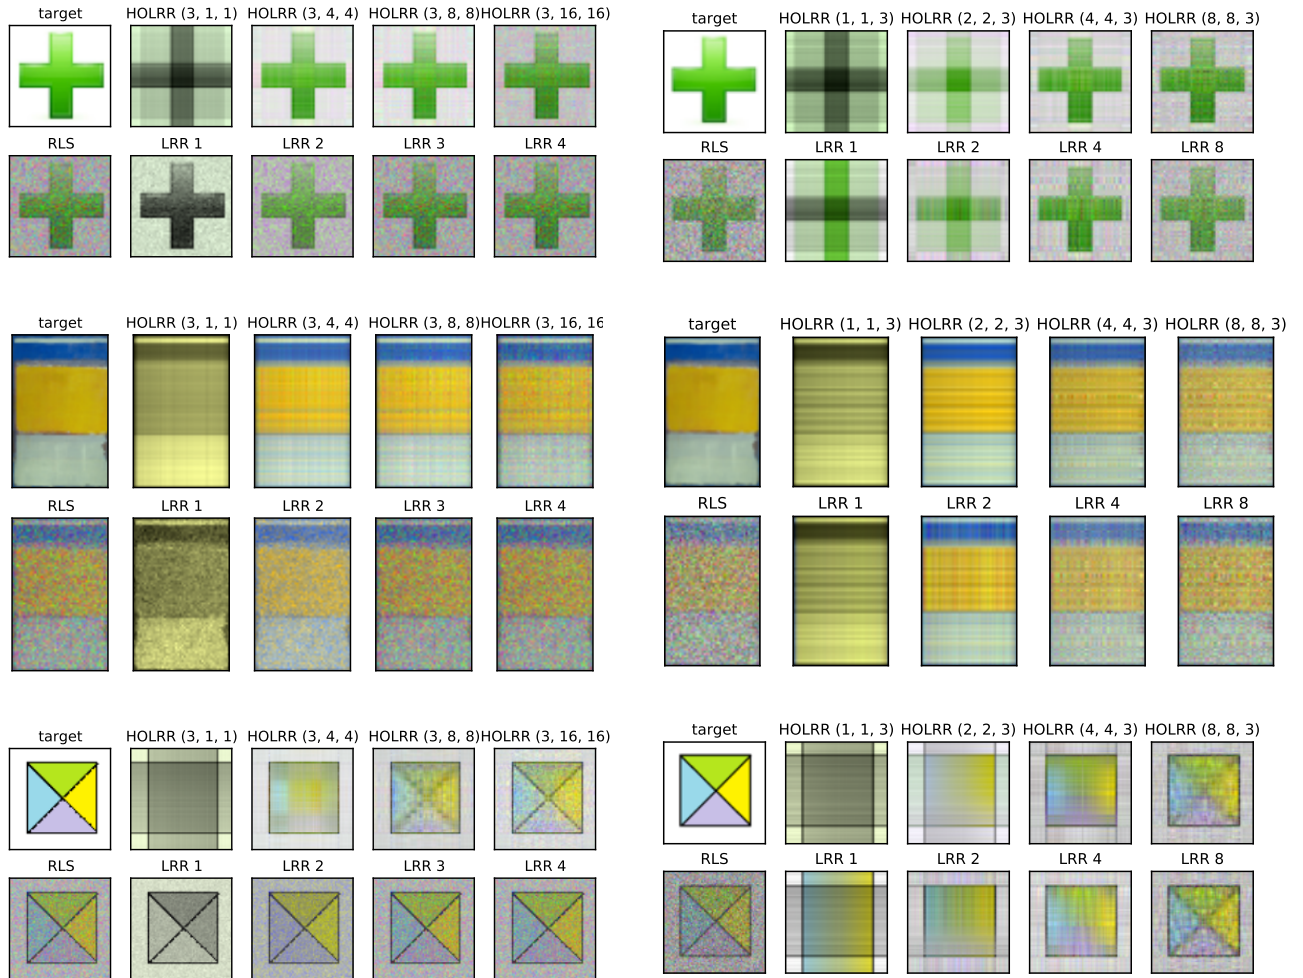 target HOLRR (3, 1, 1) HOLRR (3, 4, 4) HOLRR (3, 8, 8) HOLRR (3, 16, 16)
RLS LRR 1 LRR 2 LRR 3 LRR 4
target HOLRR (1, 1, 3) HOLRR (2, 2, 3) HOLRR (4, 4, 3) HOLRR (8, 8, 3)
RLS LRR 1 LRR 2 LRR 4 LRR 8
target HOLRR (3, 1, 1) HOLRR (3, 4, 4) HOLRR (3, 8, 8) HOLRR (3, 16, 16
RLS LRR 1 LRR 2 LRR 3 LRR 4
target HOLRR (1, 1, 3) HOLRR (2, 2, 3) HOLRR (4, 4, 3) HOLRR (8, 8, 3)
RLS LRR 1 LRR 2 LRR 4 LRR 8
target HOLRR (3, 1, 1) HOLRR (3, 4, 4) HOLRR (3, 8, 8) HOLRR (3, 16, 16)
RLS LRR 1 LRR 2 LRR 3 LRR 4
target HOLRR (1, 1, 3) HOLRR (2, 2, 3) HOLRR (4, 4, 3) HOLRR (8, 8, 3)
RLS LRR 1 LRR 2 LRR 4 LRR 8